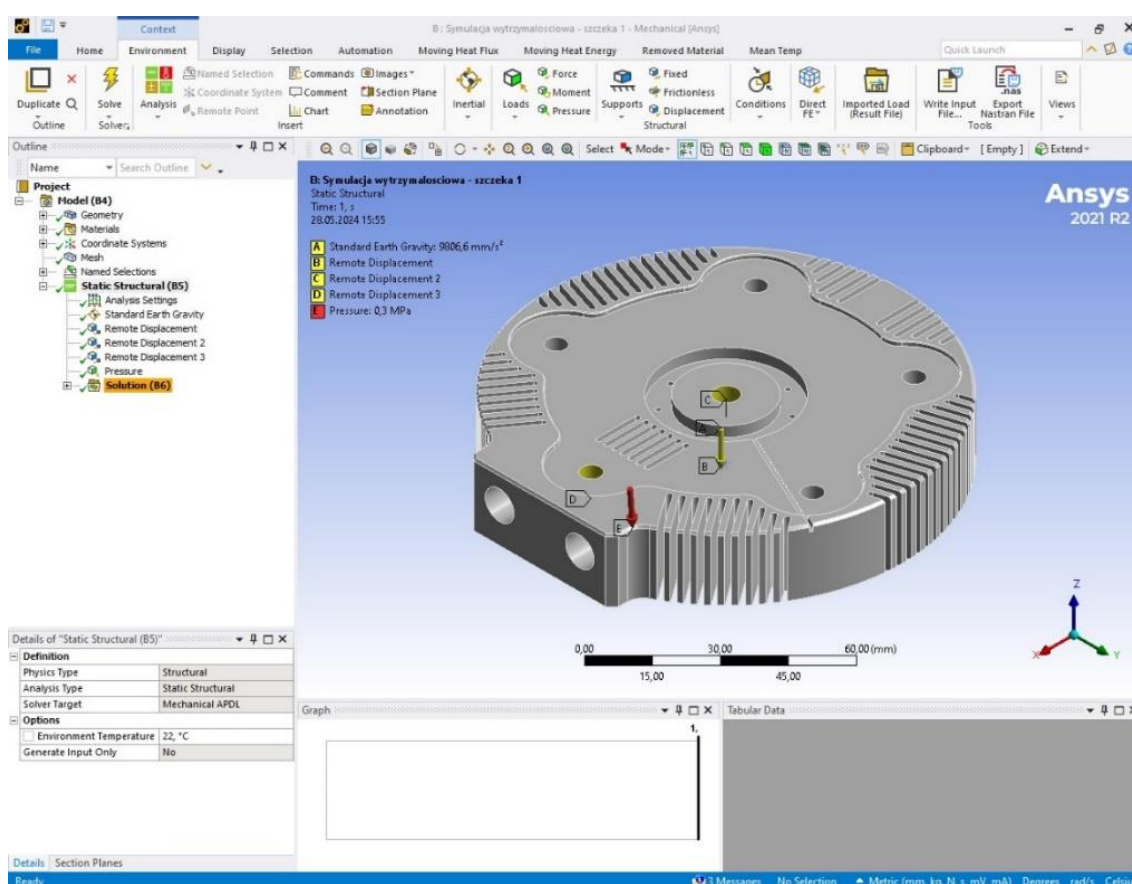 Context
B : Symulacja wytrzymalosciowa - szczeka 1 - Mechanical [Ansys]
File Home Environment Display Selection Automation Moving Heat Flux Moving Heat Energy Removed Material Mean Temp Quick Launch
Duplicate Q Solve Analysis Named Selection Commands Images Inertial Loads Force Supports Fixed Conditions Direct FE Imported Load (Result File) Write Input File... Export Nastran File Views
Coordinate System Comment Section Plane Moment Frictionless
Remote Point Chart Annotation Pressure Displacement
Outline Solver Insert Structural Tools
Outline
Name Search Outline
Select Mode Clipboard [Empty] Extend
Project
Model (B4)
Geometry
Materials
Coordinate Systems
Mesh
Named Selections
Static Structural (B5)
Analysis Settings
Standard Earth Gravity
Remote Displacement
Remote Displacement 2
Remote Displacement 3
Pressure
Solution (B6)
B: Symulacja wytrzymalosciowa - szczeka 1
Static Structural
Time: 1, s
28.05.2024 15:55
A Standard Earth Gravity: 9806,6 mm/s²
B Remote Displacement
C Remote Displacement 2
D Remote Displacement 3
E Pressure: 0,3 MPa
Ansys
2021 R2
C
A
B
D
E
Z
X Y
0,00 30,00 60,00 (mm)
15,00 45,00
Details of "Static Structural (B5)"
Definition
Physics Type Structural
Analysis Type Static Structural
Solver Target Mechanical APDL
Options
Environment Temperature 22, °C
Generate Input Only No
Graph
1,
Tabular Data
Details Section Planes
Ready 3 Messages No Selection Metric (mm, kg, N, s, mV, mA) Degrees rad/s Celsiu